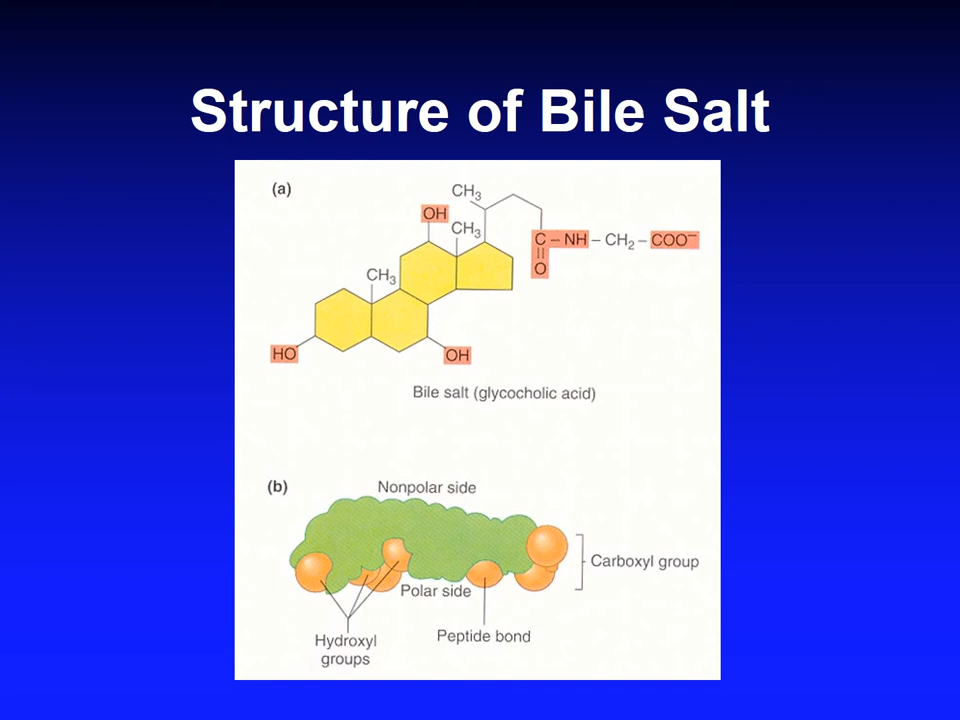 Structure of Bile Salt
(a)
CH₃
OH
CH₃
C – NH – CH₂ – COO⁻
O
CH₃
HO
OH
Bile salt (glycocholic acid)
(b)
Nonpolar side
Carboxyl group
Polar side
Peptide bond
Hydroxyl
groups